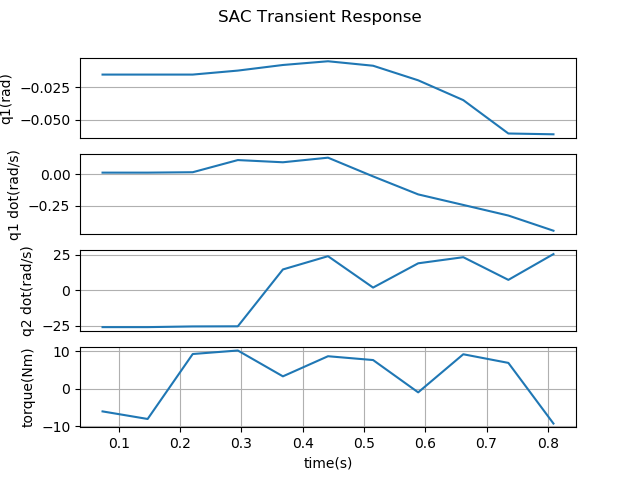 SAC Transient Response
q1(rad)
−0.025
−0.050
q1 dot(rad/s)
0.00
−0.25
q2 dot(rad/s)
25
0
−25
torque(Nm)
10
0
−10
0.1 0.2 0.3 0.4 0.5 0.6 0.7 0.8
time(s)